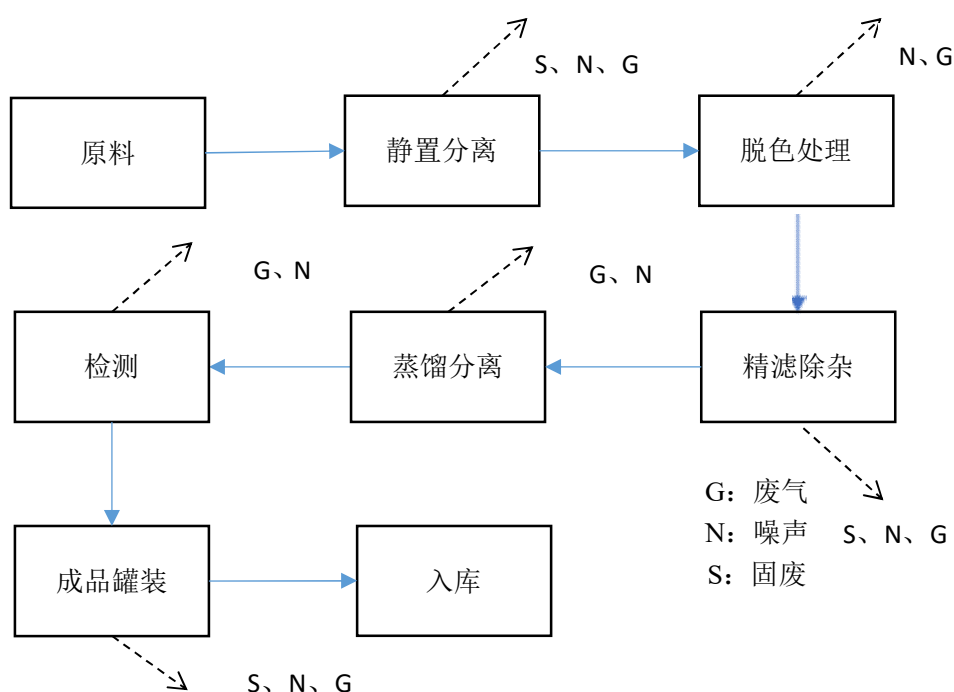 S、N、G
N、G
原料
静置分离
脱色处理
G、N
G、N
检测
蒸馏分离
精滤除杂
G：废气
N：噪声
S、N、G
S：固废
成品罐装
入库
S、N、G